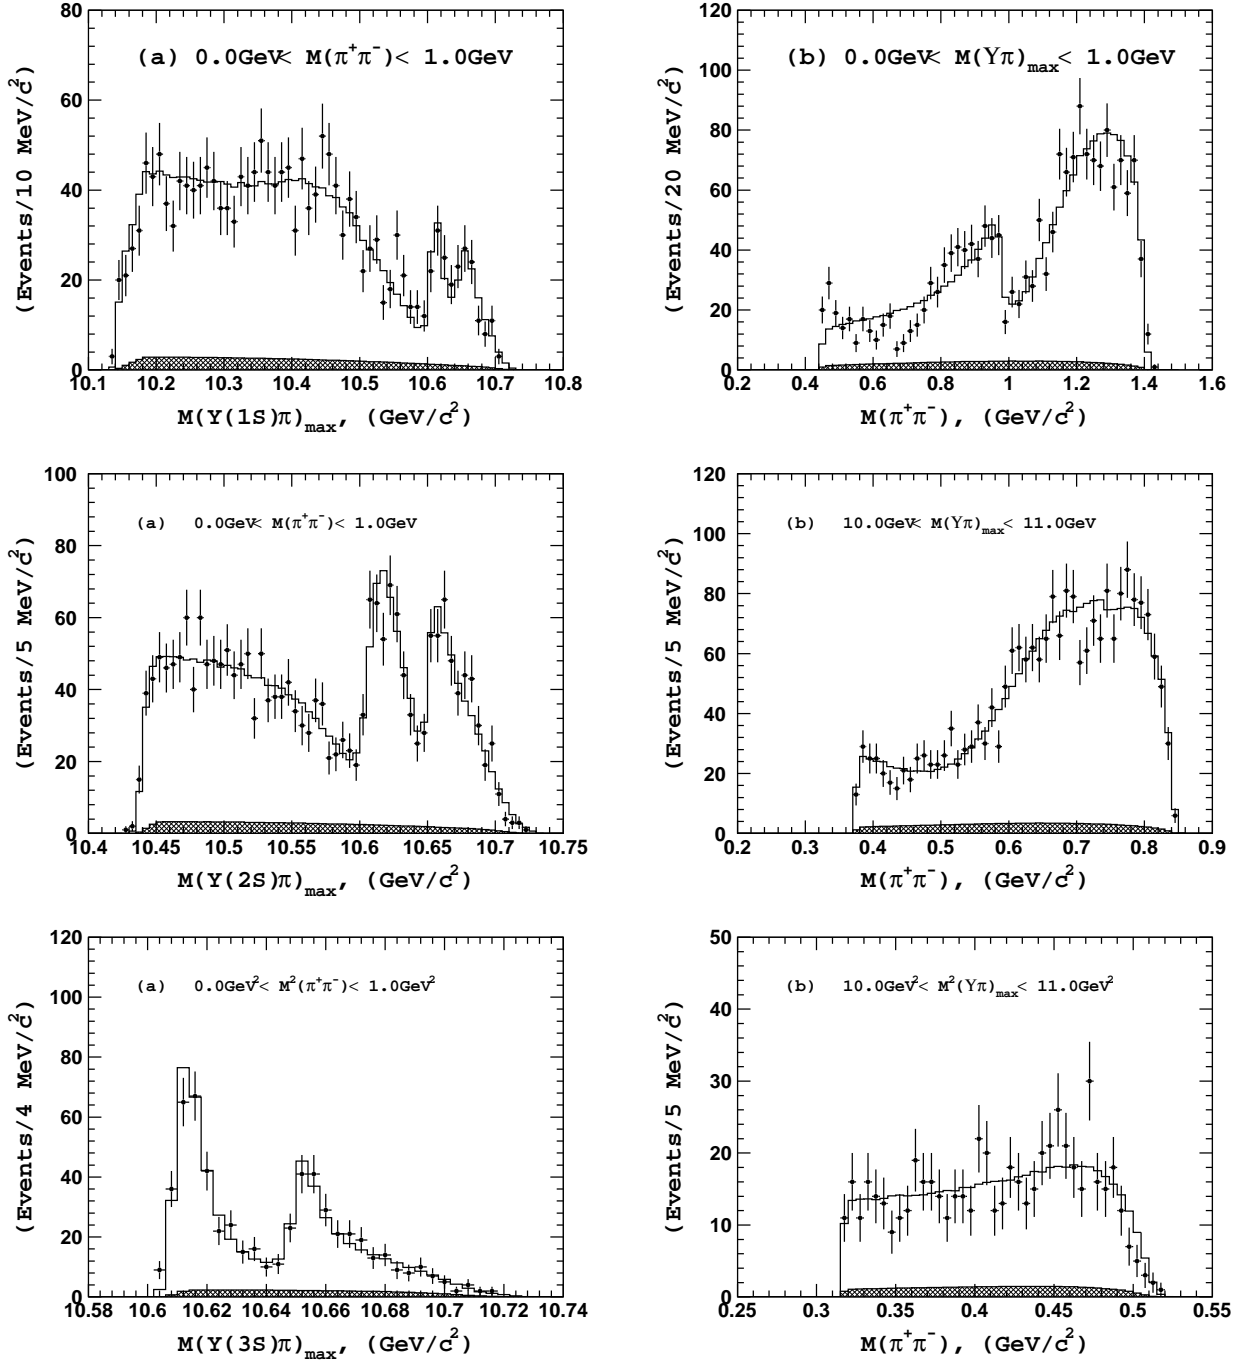 (Events/10 MeV/c²)
80
60
40
20
0
(a) 0.0GeV< M(π⁺π⁻)< 1.0GeV
10.1 10.2 10.3 10.4 10.5 10.6 10.7 10.8
M(Y(1S)π)max, (GeV/c²)
(Events/20 MeV/c²)
120
100
80
60
40
20
0
(b) 0.0GeV< M(Υπ)max < 1.0GeV
0.2 0.4 0.6 0.8 1 1.2 1.4 1.6
M(π⁺π⁻), (GeV/c²)
(Events/5 MeV/c²)
100
80
60
40
20
0
(a) 0.0GeV< M(π⁺π⁻)< 1.0GeV
10.4 10.45 10.5 10.55 10.6 10.65 10.7 10.75
M(Y(2S)π)max, (GeV/c²)
(Events/5 MeV/c²)
120
100
80
60
40
20
0
(b) 10.0GeV< M(Υπ)max< 11.0GeV
0.2 0.3 0.4 0.5 0.6 0.7 0.8 0.9
M(π⁺π⁻), (GeV/c²)
(Events/4 MeV/c²)
120
100
80
60
40
20
0
(a) 0.0GeV²< M²(π⁺π⁻)< 1.0GeV²
10.58 10.6 10.62 10.64 10.66 10.68 10.7 10.72 10.74
M(Y(3S)π)max, (GeV/c²)
(Events/5 MeV/c²)
50
40
30
20
10
0
(b) 10.0GeV²< M²(Υπ)max< 11.0GeV²
0.25 0.3 0.35 0.4 0.45 0.5 0.55
M(π⁺π⁻), (GeV/c²)